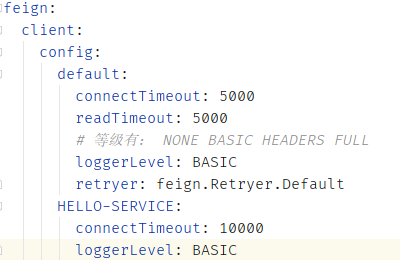 feign:
  client:
    config:
      default:
        connectTimeout: 5000
        readTimeout: 5000
        # 等级有： NONE BASIC HEADERS FULL
        loggerLevel: BASIC
        retryer: feign.Retryer.Default
      HELLO-SERVICE:
        connectTimeout: 10000
        loggerLevel: BASIC